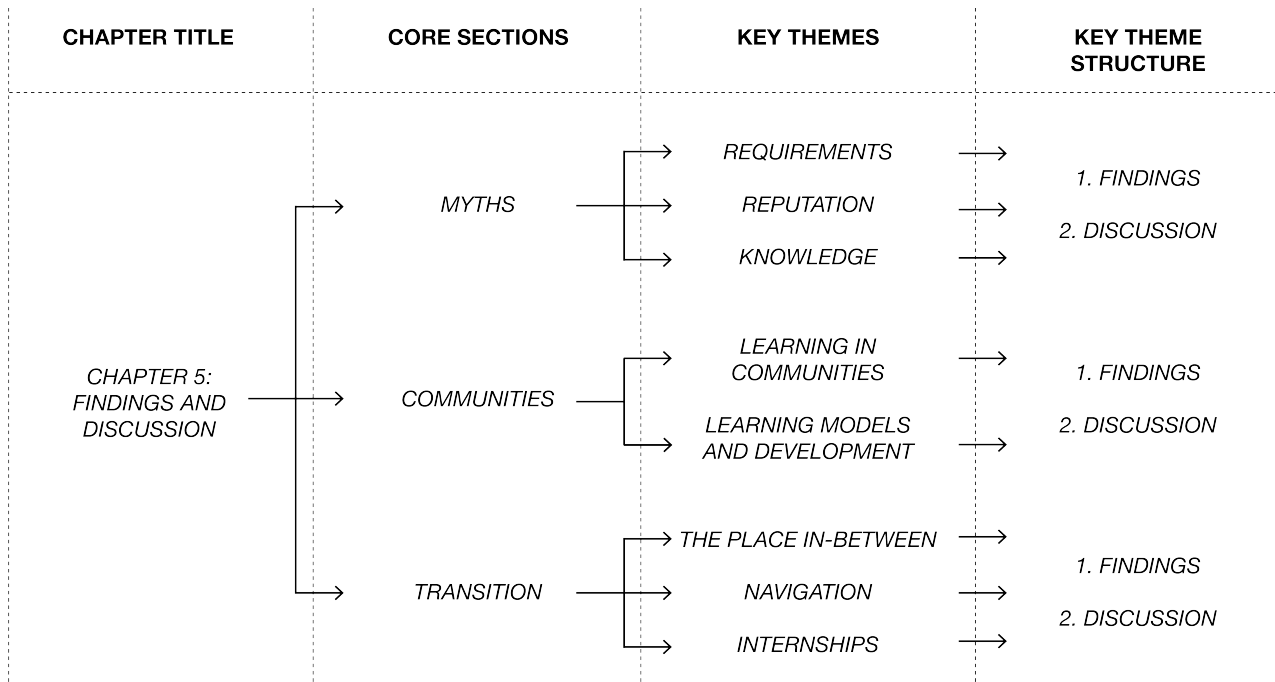 CHAPTER TITLE
CORE SECTIONS
KEY THEMES
KEY THEME
STRUCTURE
CHAPTER 5:
FINDINGS AND
DISCUSSION
MYTHS
REQUIREMENTS
REPUTATION
KNOWLEDGE
1. FINDINGS
2. DISCUSSION
COMMUNITIES
LEARNING IN
COMMUNITIES
LEARNING MODELS
AND DEVELOPMENT
1. FINDINGS
2. DISCUSSION
TRANSITION
THE PLACE IN-BETWEEN
NAVIGATION
INTERNSHIPS
1. FINDINGS
2. DISCUSSION